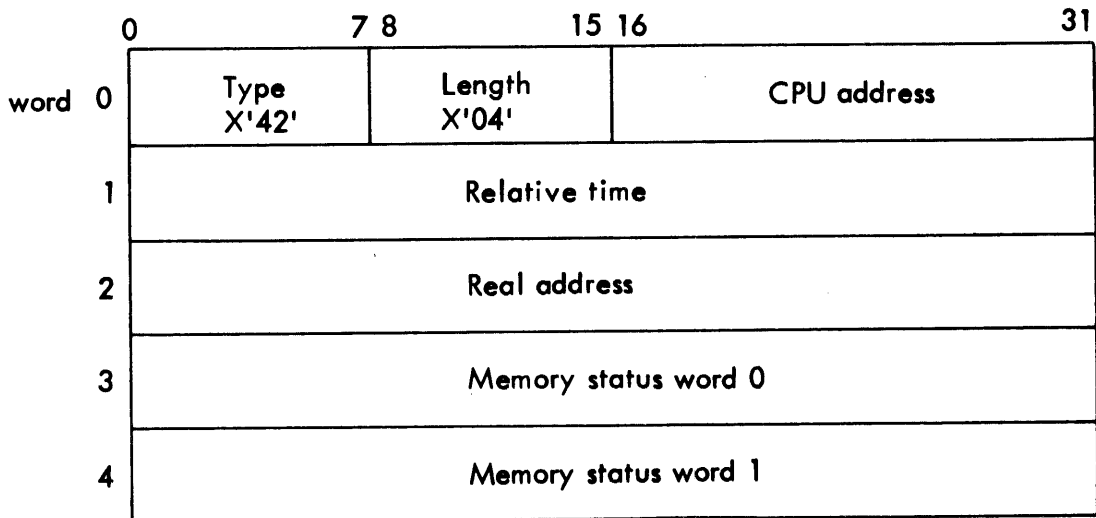 0 7 8 15 16 31
word 0 Type Length CPU address
X'42' X'04'
1 Relative time
2 Real address
3 Memory status word 0
4 Memory status word 1